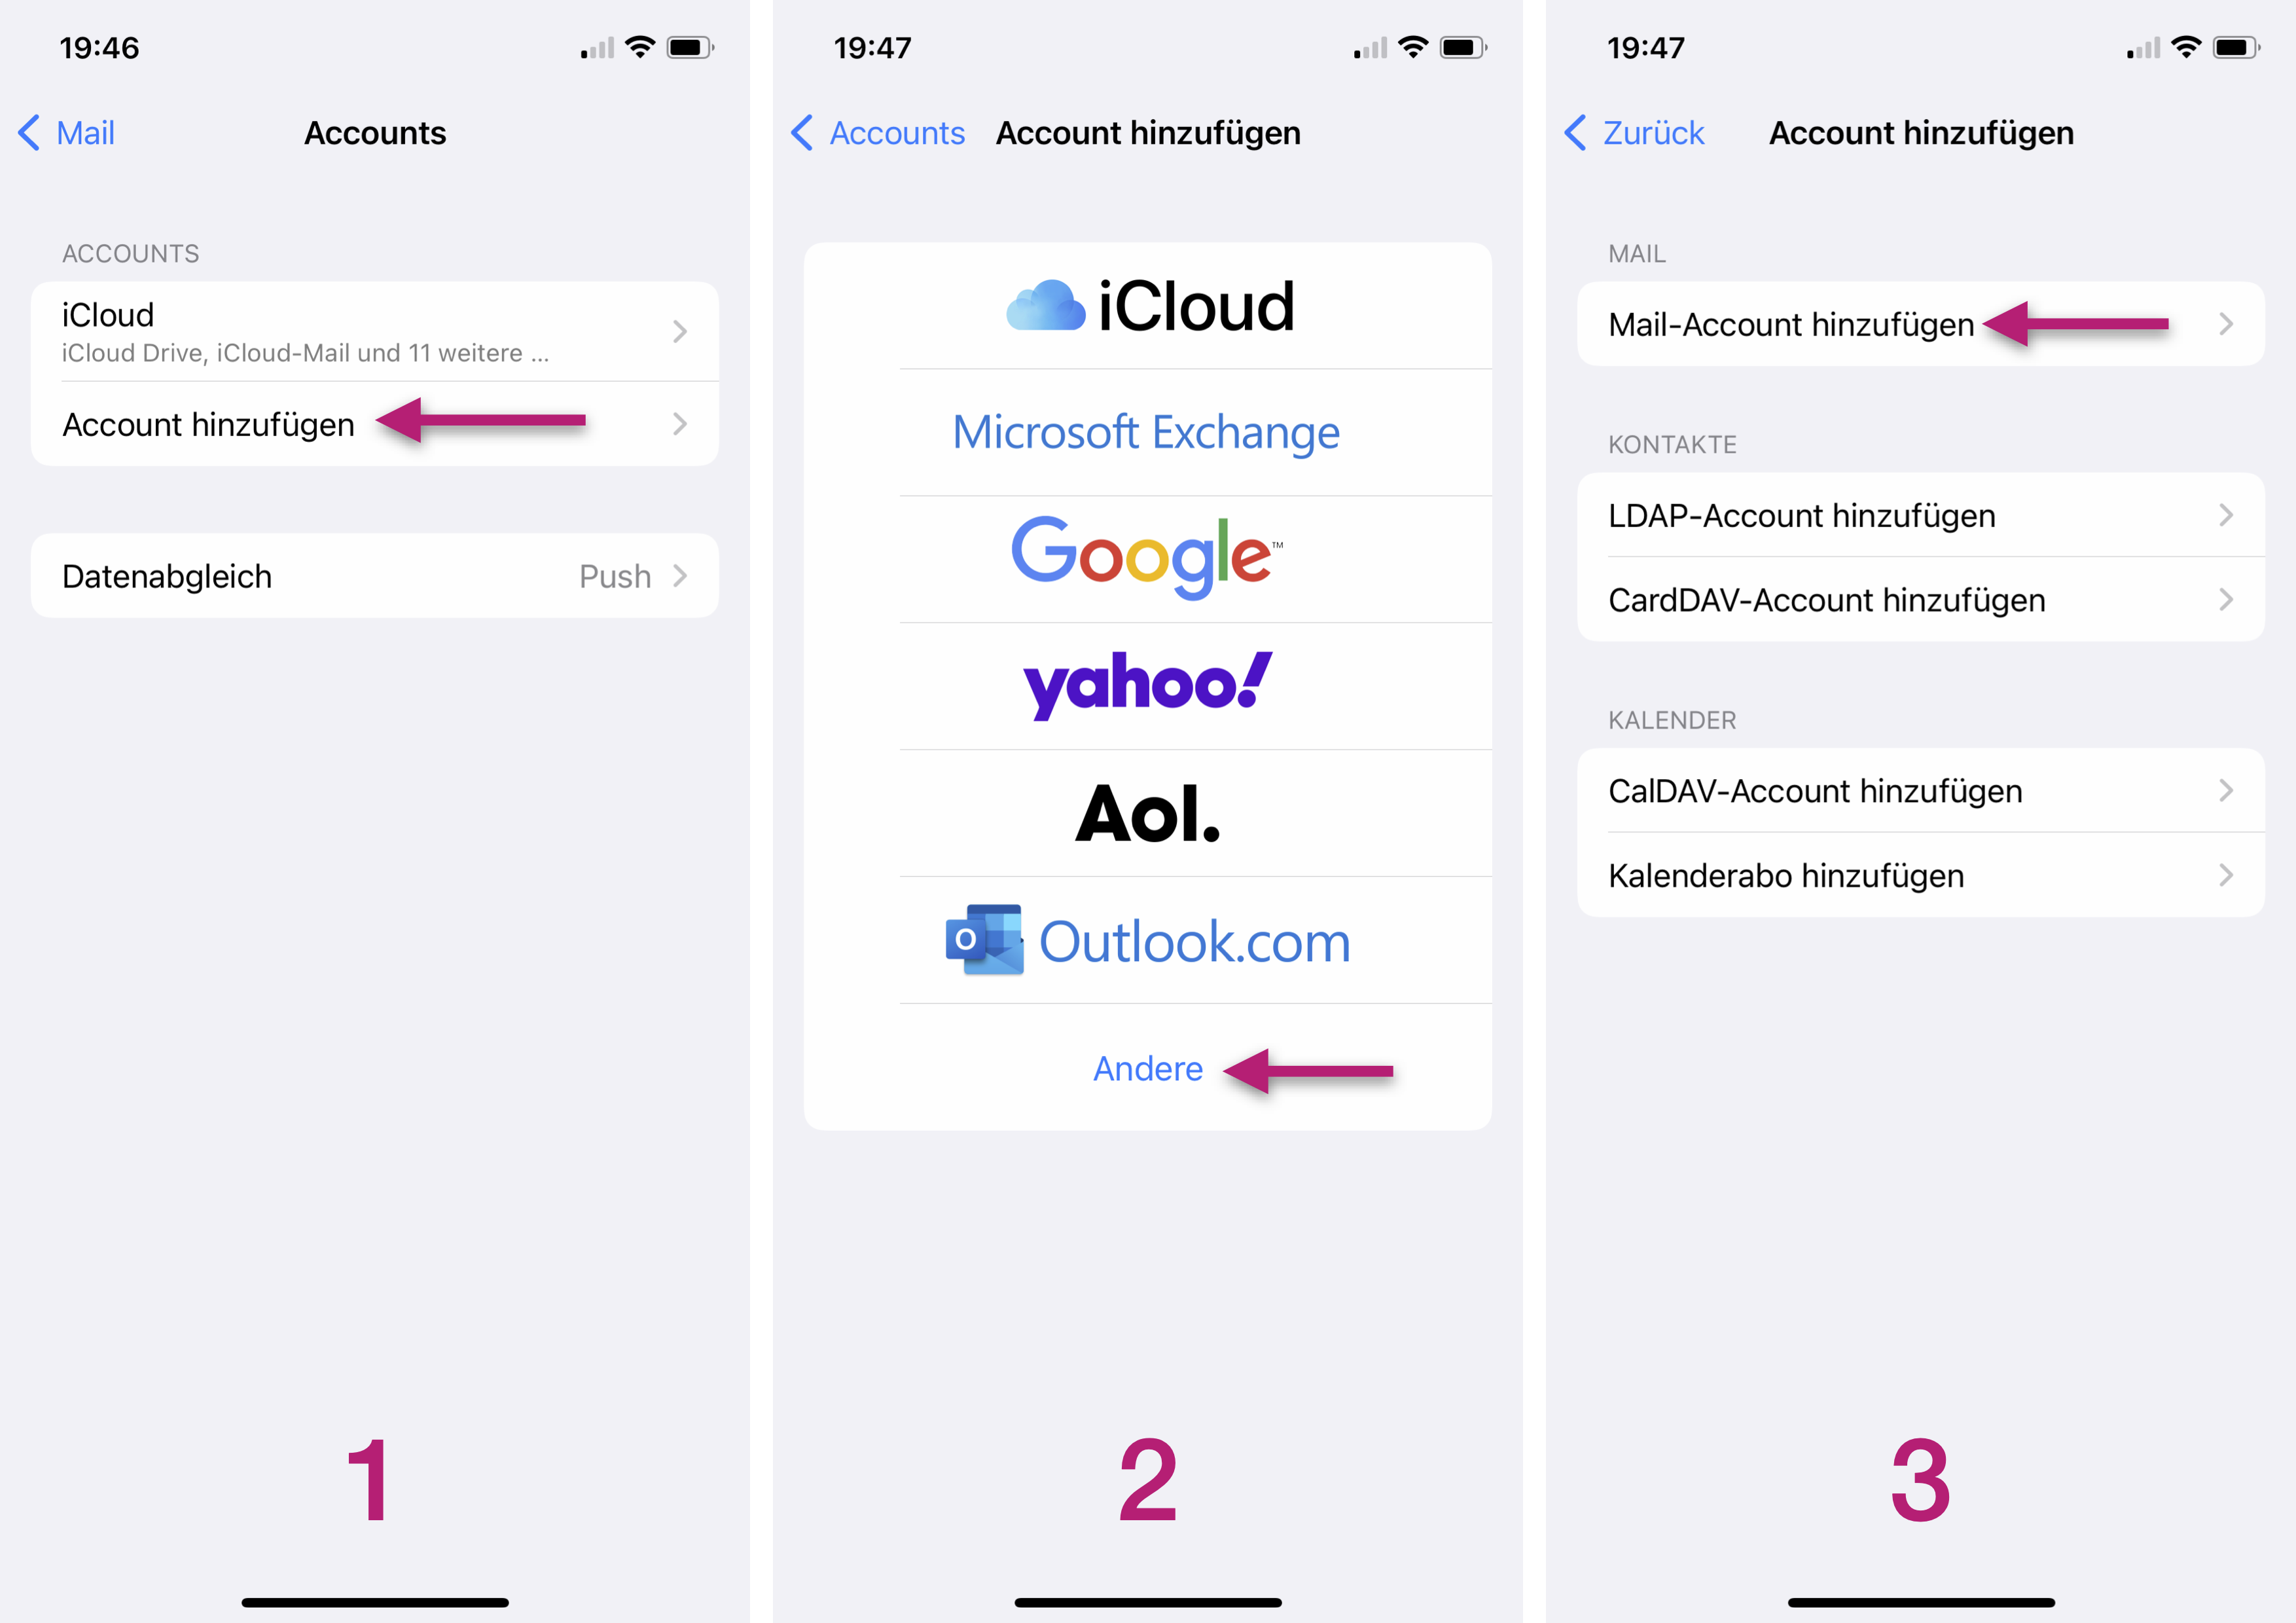 19:46
Mail
Accounts
ACCOUNTS
iCloud
iCloud Drive, iCloud-Mail und 11 weitere ...
Account hinzufügen
Datenabgleich
Push
1
19:47
Accounts
Account hinzufügen
iCloud
Microsoft Exchange
Google™
yahoo!
Aol.
O Outlook.com
Andere
2
19:47
Zurück
Account hinzufügen
MAIL
Mail-Account hinzufügen
KONTAKTE
LDAP-Account hinzufügen
CardDAV-Account hinzufügen
KALENDER
CalDAV-Account hinzufügen
Kalenderabo hinzufügen
3